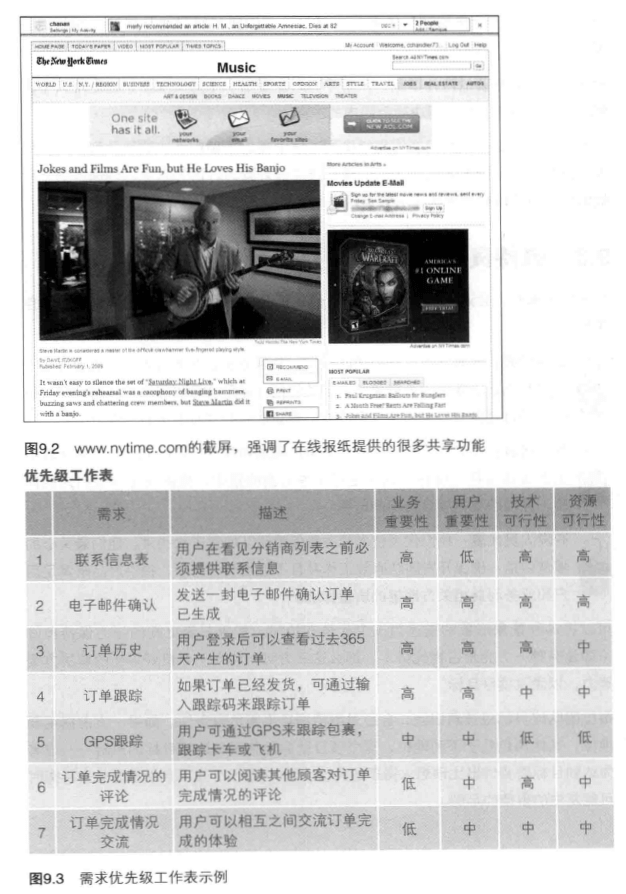 chanas
Settings | My Activity
marty recommended an article: H. M., an Unforgettable Amnesiac, Dies at 82
DEC 4
2 People
HOME PAGE TODAY'S PAPER VIDEO MOST POPULAR TIMES TOPICS
My Account Welcome, Log Out Help
The New York Times
Music
Search All NYTimes.com
Go
WORLD U.S. N.Y. / REGION BUSINESS TECHNOLOGY SCIENCE HEALTH SPORTS OPINION ARTS STYLE TRAVEL JOBS REAL ESTATE AUTOS
ART & DESIGN BOOKS DANCE MOVIES MUSIC TELEVISION THEATER
One site
has it all.
your
networks
your
email
your
favorite sites
CLICK TO SEE THE
NEW AOL.COM
Advertise on NYTimes.com
Jokes and Films Are Fun, but He Loves His Banjo
More Articles in Arts »
Movies Update E-Mail
Sign up for the latest movie news and reviews, sent every
Friday. See Sample
Sign Up
Change E-mail Address | Privacy Policy
WARCRAFT
AMERICA'S
#1 ONLINE
GAME
Advertise on NYTimes.com
Todd Heisler/The New York Times
Steve Martin is considered a master of the difficult clawhammer five-fingered playing style.
By DAVE ITZKOFF
Published: February 1, 2009
It wasn't easy to silence the set of "Saturday Night Live," which at
Friday evening's rehearsal was a cacophony of banging hammers,
buzzing saws and chattering crew members, but Steve Martin did it
with a banjo.
RECOMMEND
E-MAIL
PRINT
REPRINTS
SHARE
MOST POPULAR
E-MAILED BLOGGED SEARCHED
1. Paul Krugman: Bailouts for Bunglers
2. A Month Free? Rents Are Falling Fast
3. Jokes and Films Are Fun, but He Loves His Banjo
图9.2 www.nytime.com的截屏，强调了在线报纸提供的很多共享功能
优先级工作表
需求 描述 业务重要性 用户重要性 技术可行性 资源可行性
1 联系信息表 用户在看见分销商列表之前必须提供联系信息 高 低 高 高
2 电子邮件确认 发送一封电子邮件确认订单已生成 高 高 高 高
3 订单历史 用户登录后可以查看过去365天产生的订单 高 高 高 中
4 订单跟踪 如果订单已经发货，可通过输入跟踪码来跟踪订单 高 高 中 中
5 GPS跟踪 用户可通过GPS来跟踪包裹，跟踪卡车或飞机 中 中 低 低
6 订单完成情况的评论 用户可以阅读其他顾客对订单完成情况的评论 低 中 高 中
7 订单完成情况交流 用户可以相互之间交流订单完成的体验 低 中 中 中
图9.3 需求优先级工作表示例